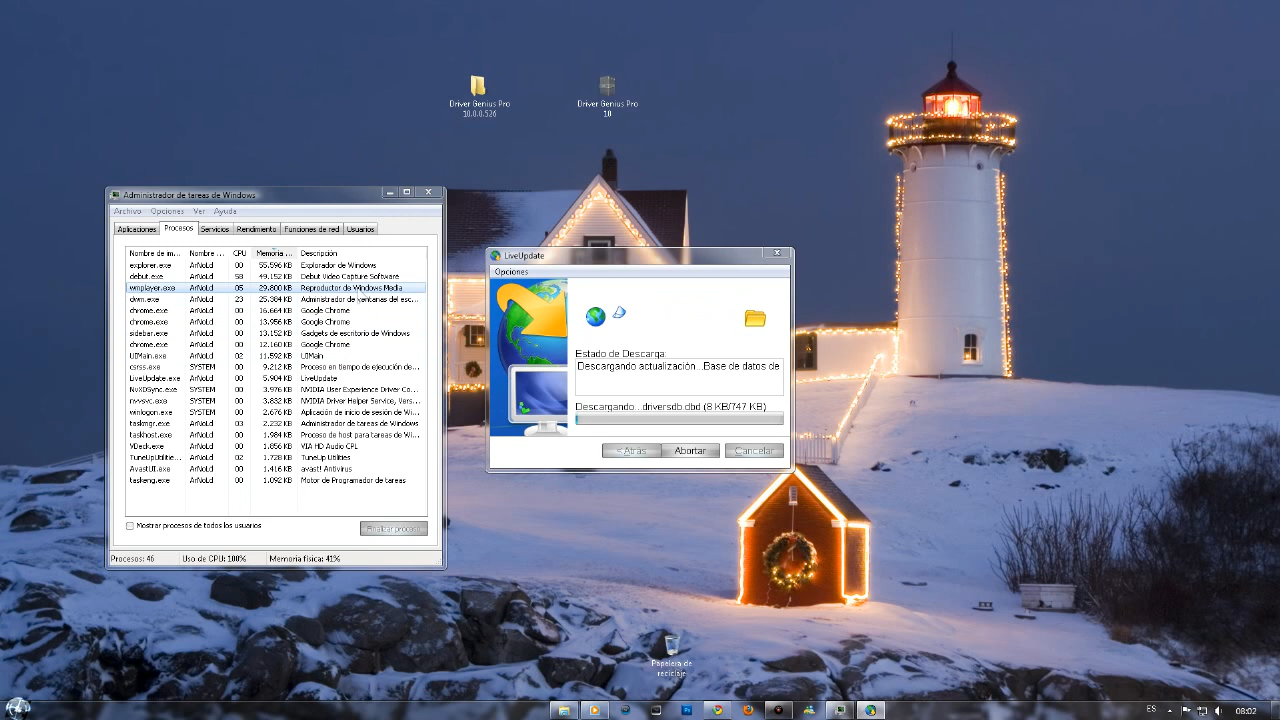 Driver Genius Pro
10.0.0.526
Driver Genius Pro
10
Administrador de tareas de Windows
Archivo Opciones Ver Ayuda
Aplicaciones Procesos Servicios Rendimiento Funciones de red Usuarios
Nombre de im... Nombre ... CPU Memoria ... Descripción
explorer.exe ArNoLd 00 55.596 KB Explorador de Windows
debut.exe ArNoLd 58 49.152 KB Debut Video Capture Software
wmplayer.exe ArNoLd 05 29.800 KB Reproductor de Windows Media
dwm.exe ArNoLd 23 25.384 KB Administrador de ventanas del esc...
chrome.exe ArNoLd 00 16.664 KB Google Chrome
chrome.exe ArNoLd 00 14.308 KB Google Chrome
sidebar.exe ArNoLd 00 13.152 KB Gadgets de escritorio de Windows
chrome.exe ArNoLd 00 12.160 KB Google Chrome
UIMain.exe ArNoLd 02 11.592 KB UIMain
csrss.exe SYSTEM 00 9.212 KB Proceso en tiempo de ejecución de...
LiveUpdate.exe ArNoLd 00 5.904 KB LiveUpdate
NvXDSync.exe SYSTEM 00 3.976 KB NVIDIA User Experience Driver Co...
nvvsvc.exe SYSTEM 00 3.832 KB NVIDIA Driver Helper Service, Vers...
winlogon.exe SYSTEM 00 2.676 KB Aplicación de inicio de sesión de Wi...
taskmgr.exe ArNoLd 03 2.232 KB Administrador de tareas de Windows
taskhost.exe ArNoLd 00 1.984 KB Proceso de host para tareas de Wi...
VDeck.exe ArNoLd 00 1.856 KB VIA HD Audio CPL
TuneUpUtilitie... ArNoLd 02 1.728 KB TuneUp Utilities
AvastUI.exe ArNoLd 00 1.416 KB avast! Antivirus
taskeng.exe ArNoLd 00 1.092 KB Motor de Programador de tareas
Mostrar procesos de todos los usuarios
Finalizar proceso
Procesos: 46 Uso de CPU: 100% Memoria física: 41%
LiveUpdate
Opciones
Estado de Descarga:
Descargando actualización...Base de datos de
Descargando...driversdb.dbd (8 KB/747 KB)
< Atrás Abortar Cancelar
Papelera de
reciclaje
ES
08:02